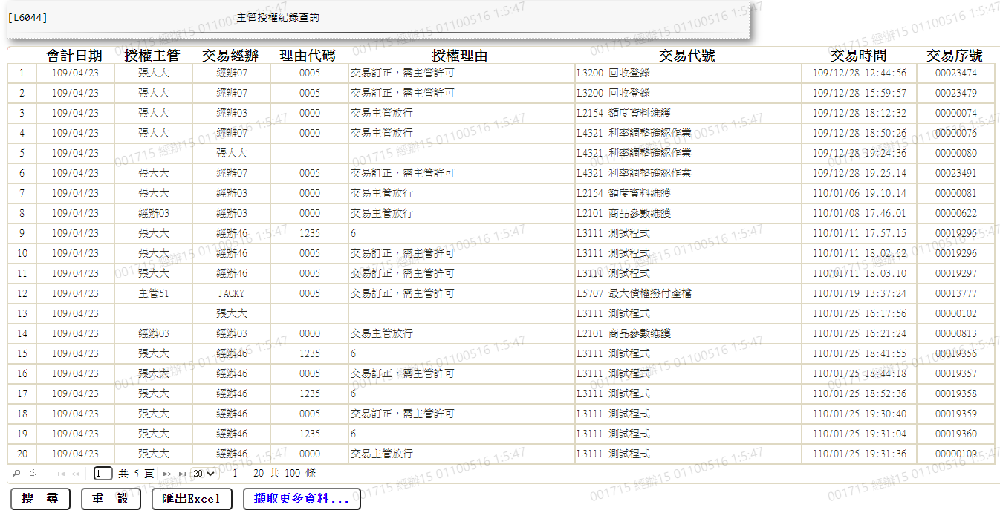 [L6044] 主管授權紀錄查詢
會計日期 授權主管 交易經辦 理由代碼 授權理由 交易代號 交易時間 交易序號
1 109/04/23 張大大 經辦07 0005 交易訂正，需主管許可 L3200 回收登錄 109/12/28 12:44:56 00023474
2 109/04/23 張大大 經辦07 0005 交易訂正，需主管許可 L3200 回收登錄 109/12/28 15:59:57 00023479
3 109/04/23 張大大 經辦03 0000 交易主管放行 L2154 額度資料維護 109/12/28 18:12:32 00000074
4 109/04/23 張大大 經辦07 0000 交易主管放行 L4321 利率調整確認作業 109/12/28 18:50:26 00000076
5 109/04/23 張大大 L4321 利率調整確認作業 109/12/28 19:24:36 00000080
6 109/04/23 張大大 經辦07 0005 交易訂正，需主管許可 L4321 利率調整確認作業 109/12/28 19:25:14 00023491
7 109/04/23 張大大 經辦03 0000 交易主管放行 L2154 額度資料維護 110/01/06 19:10:14 00000081
8 109/04/23 經辦03 經辦03 0000 交易主管放行 L2101 商品參數維護 110/01/08 17:46:01 00000622
9 109/04/23 張大大 經辦46 1235 6 L3111 測試程式 110/01/11 17:57:15 00019295
10 109/04/23 張大大 經辦46 0005 交易訂正，需主管許可 L3111 測試程式 110/01/11 18:02:52 00019296
11 109/04/23 張大大 經辦46 0005 交易訂正，需主管許可 L3111 測試程式 110/01/11 18:03:10 00019297
12 109/04/23 主管51 JACKY 0005 交易訂正，需主管許可 L5707 最大債權撥付產檔 110/01/19 13:37:24 00013777
13 109/04/23 張大大 L3111 測試程式 110/01/25 16:17:56 00000102
14 109/04/23 經辦03 經辦03 0000 交易主管放行 L2101 商品參數維護 110/01/25 16:21:24 00000813
15 109/04/23 張大大 經辦46 1235 6 L3111 測試程式 110/01/25 18:41:55 00019356
16 109/04/23 張大大 經辦46 0005 交易訂正，需主管許可 L3111 測試程式 110/01/25 18:44:18 00019357
17 109/04/23 張大大 經辦46 1235 6 L3111 測試程式 110/01/25 18:52:36 00019358
18 109/04/23 張大大 經辦46 0005 交易訂正，需主管許可 L3111 測試程式 110/01/25 19:30:40 00019359
19 109/04/23 張大大 經辦46 1235 6 L3111 測試程式 110/01/25 19:31:04 00019360
20 109/04/23 張大大 經辦46 0000 交易主管放行 L3111 測試程式 110/01/25 19:31:36 00000109
1 共 5 頁 20 1 - 20 共 100 條
搜 尋 重 設 匯出Excel 擷取更多資料...
001715 經辦15 01100516 1:5:47